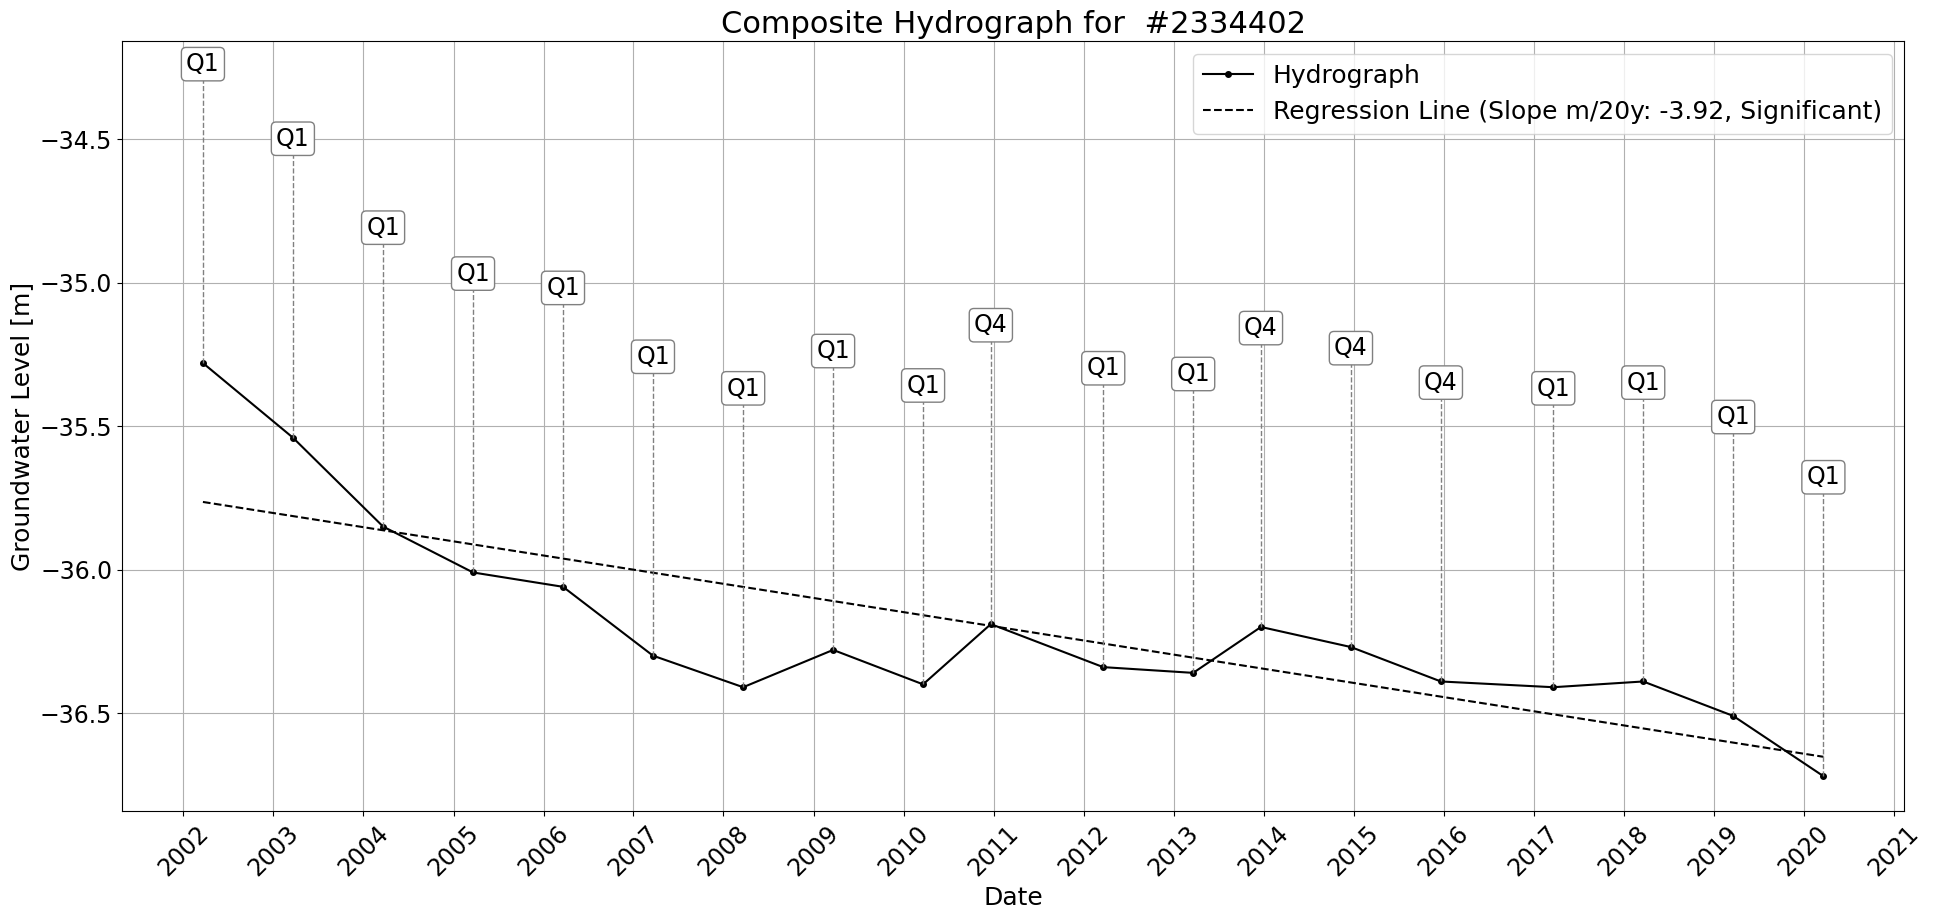 Composite Hydrograph for  #2334402
Hydrograph
Regression Line (Slope m/20y: -3.92, Significant)
Q1
Q1
Q1
Q1
Q1
Q1
Q1
Q1
Q1
Q4
Q1
Q1
Q4
Q4
Q4
Q1
Q1
Q1
Q1
Groundwater Level [m]
−34.5
−35.0
−35.5
−36.0
−36.5
2002
2003
2004
2005
2006
2007
2008
2009
2010
2011
2012
2013
2014
2015
2016
2017
2018
2019
2020
2021
Date